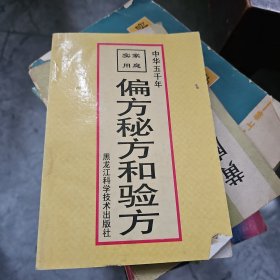 中华五千年
家庭
实用
偏方秘方和验方
黑龙江科学技术出版社